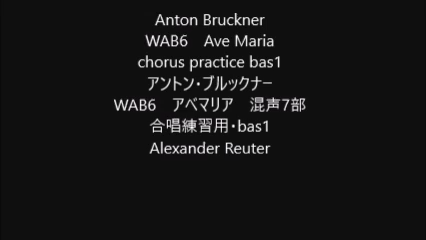 Anton Bruckner
WAB6　Ave Maria
chorus practice bas1
アントン・ブルックナー
WAB6　アベマリア　混声7部
合唱練習用・bas1
Alexander Reuter